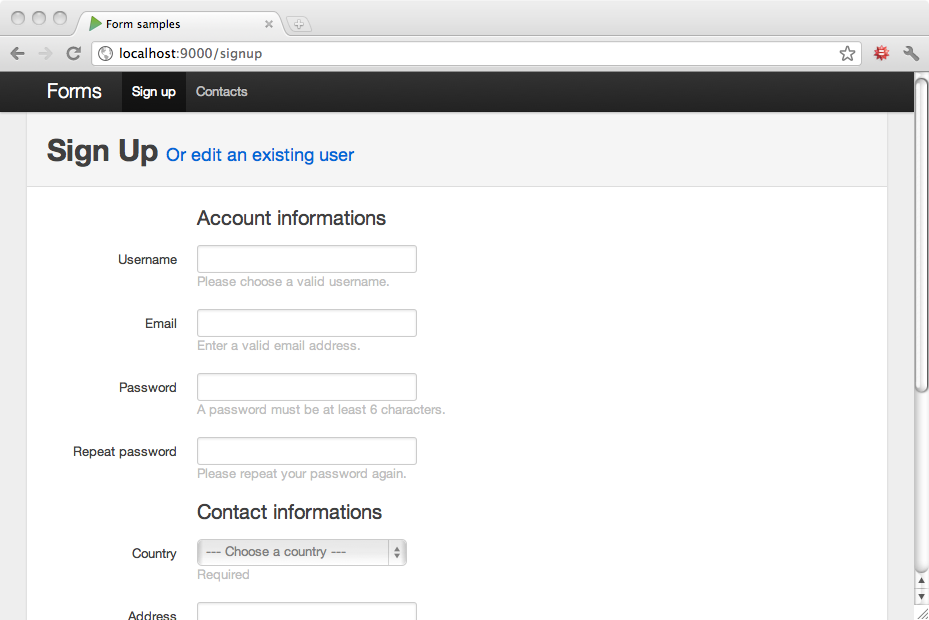 Form samples
localhost:9000/signup
Forms Sign up Contacts
Sign Up Or edit an existing user
Account informations
Username
Please choose a valid username.
Email
Enter a valid email address.
Password
A password must be at least 6 characters.
Repeat password
Please repeat your password again.
Contact informations
Country --- Choose a country ---
Required
Address